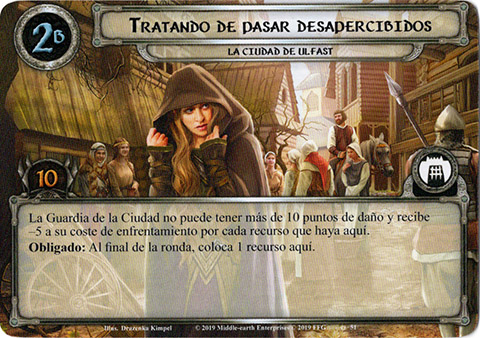 2B
TRATANDO DE PASAR DESAPERCIBIDOS
LA CIUDAD DE ULFAST
10
La Guardia de la Ciudad no puede tener más de 10 puntos de daño y recibe
–5 a su coste de enfrentamiento por cada recurso que haya aquí.
Obligado: Al final de la ronda, coloca 1 recurso aquí.
Ilus. Drazenka Kimpel
© 2019 Middle-earth Enterprises © 2019 FFG
51